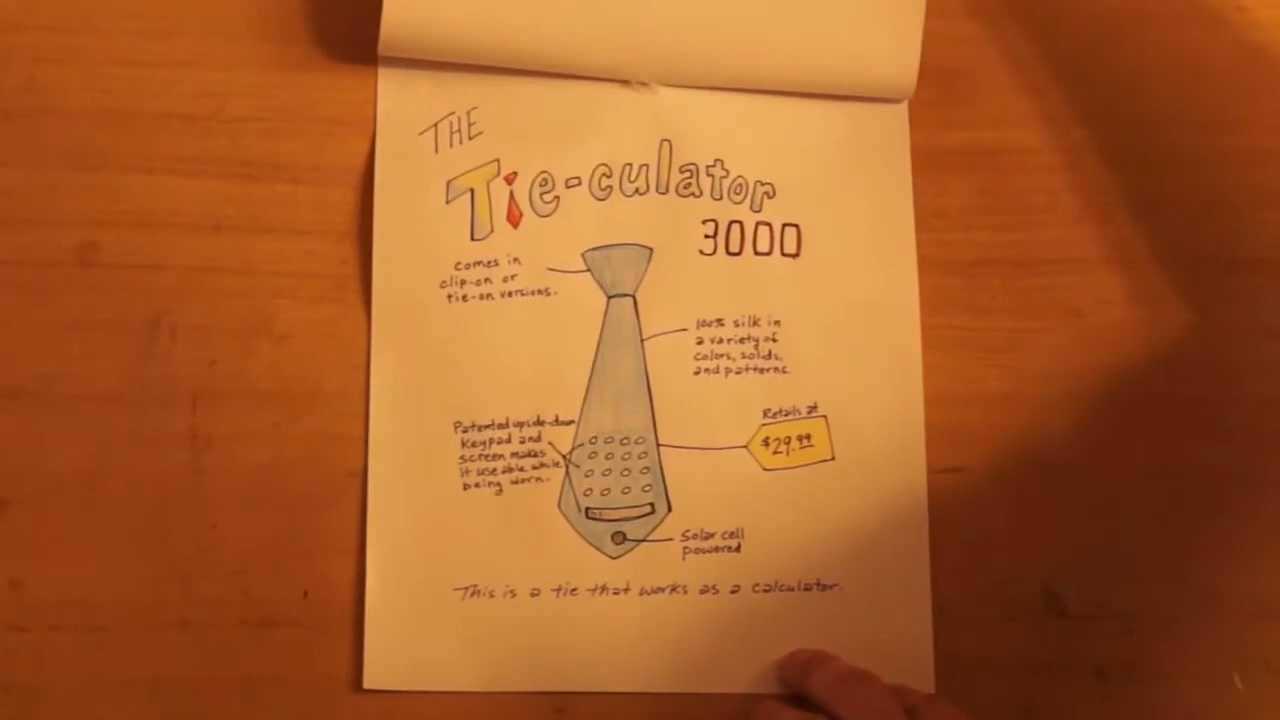 THE
Tie-culator
3000
comes in
clip-on or
tie-on versions.
100% silk in
a variety of
colors, solids,
and patterns.
Patented upside-down
keypad and
screen makes
it useable while
being worn.
Retails at
$29.99
Solar cell
powered
This is a tie that works as a calculator.